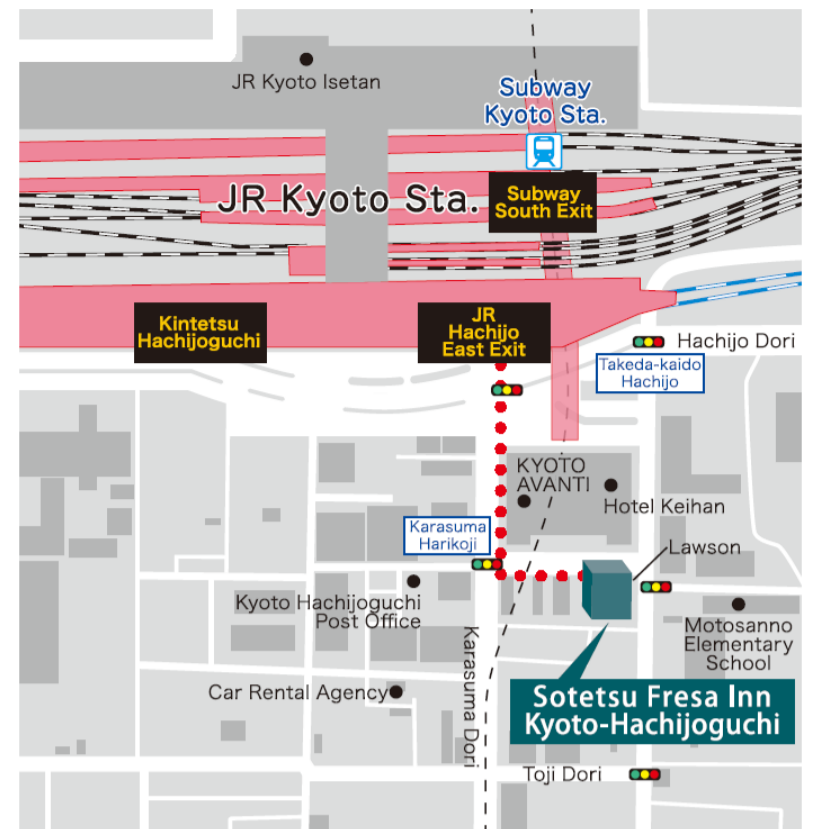 JR Kyoto Isetan
Subway
Kyoto Sta.
JR Kyoto Sta.
Subway
South Exit
Kintetsu
Hachijoguchi
JR
Hachijo
East Exit
Hachijo Dori
Takeda-kaido
Hachijo
KYOTO
AVANTI
Hotel Keihan
Karasuma
Harikoji
Lawson
Kyoto Hachijoguchi
Post Office
Motosanno
Elementary
School
Karasuma Dori
Car Rental Agency
Sotetsu Fresa Inn
Kyoto-Hachijoguchi
Toji Dori